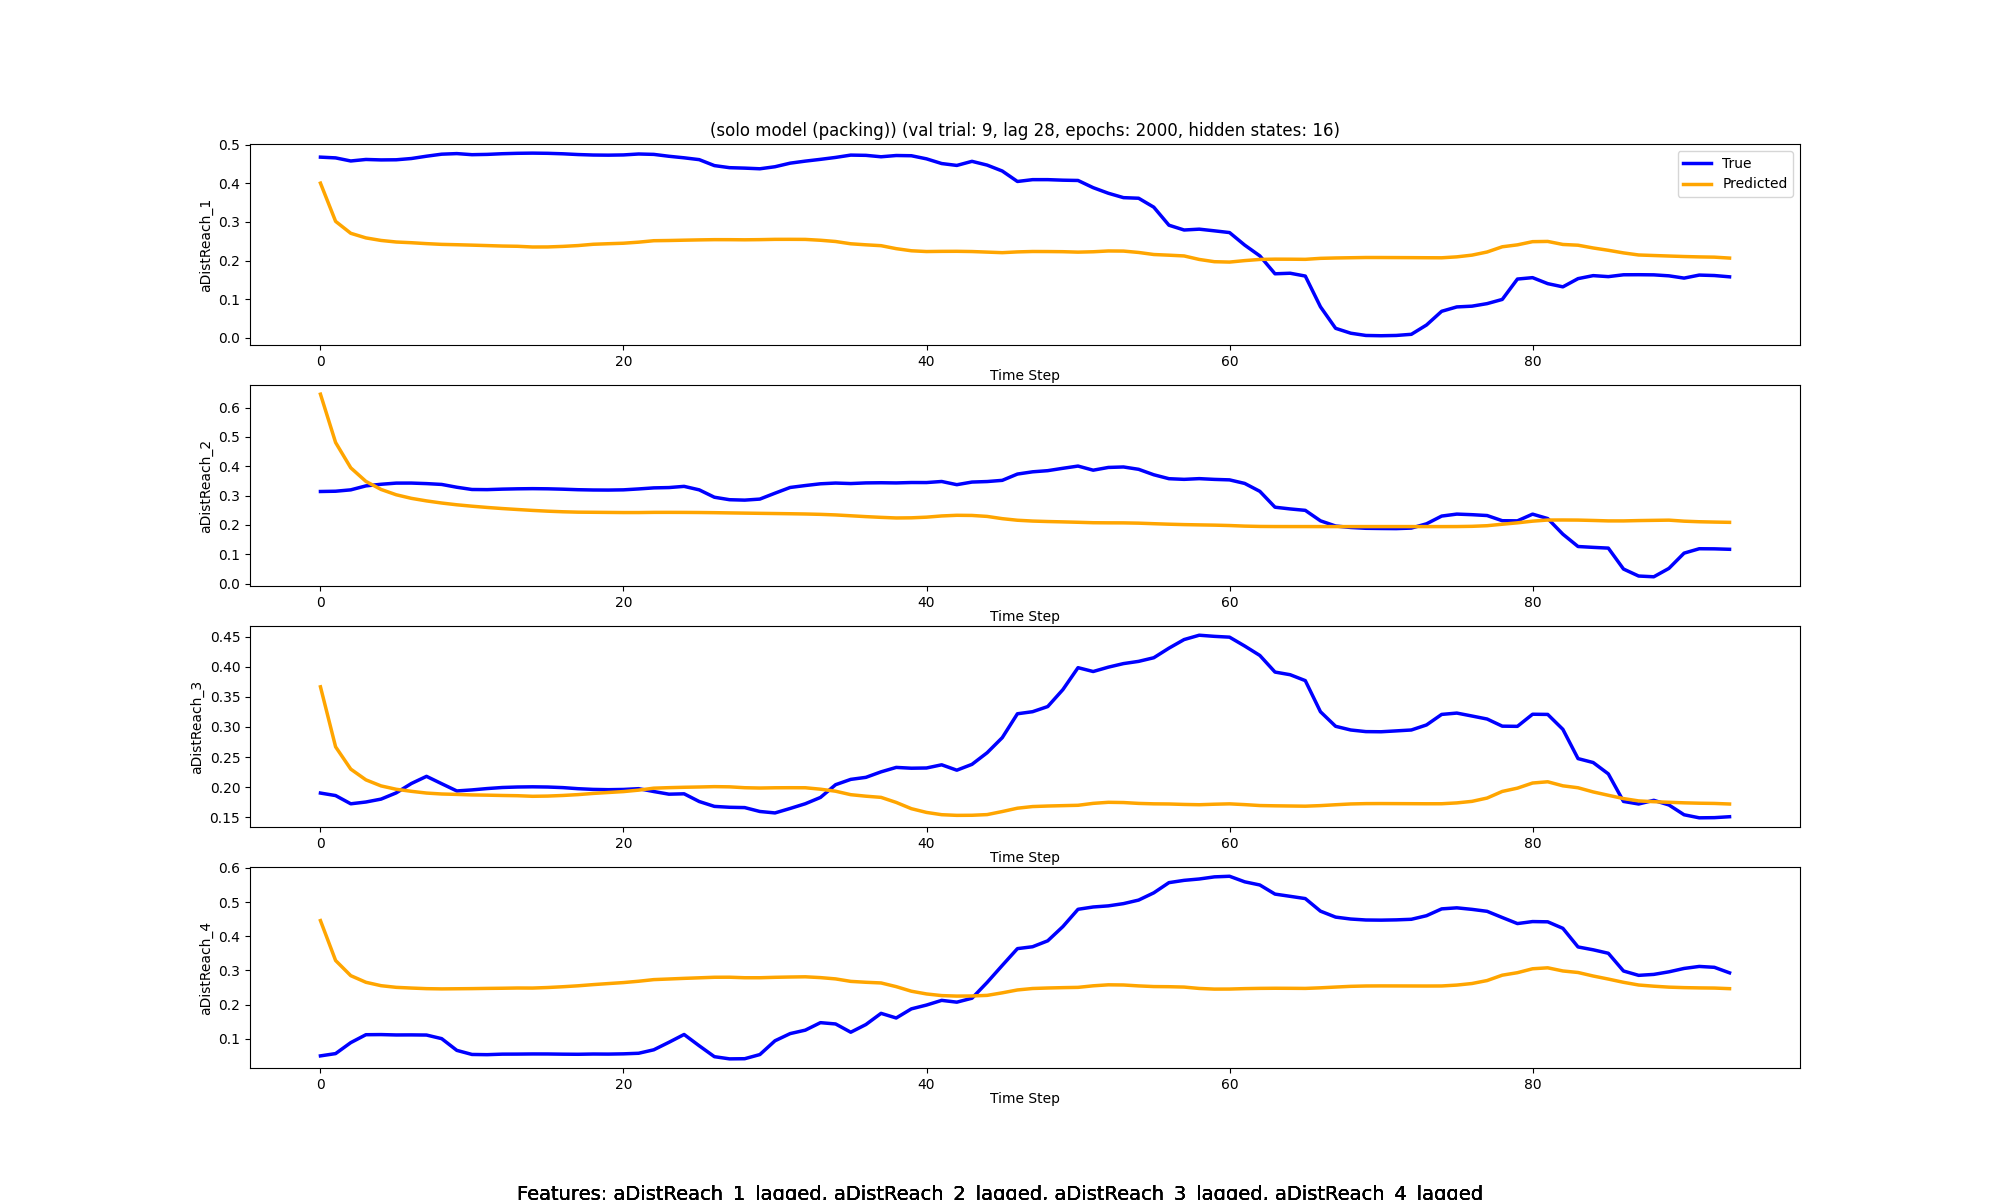 (solo model (packing)) (val trial: 9, lag 28, epochs: 2000, hidden states: 16)
0.5
0.4
0.3
0.2
0.1
0.0
aDistReach_1
True
Predicted
0 20 40 60 80
Time Step
0.6
0.5
0.4
0.3
0.2
0.1
0.0
aDistReach_2
0 20 40 60 80
Time Step
0.45
0.40
0.35
0.30
0.25
0.20
0.15
aDistReach_3
0 20 40 60 80
Time Step
0.6
0.5
0.4
0.3
0.2
0.1
aDistReach_4
0 20 40 60 80
Time Step
Features: aDistReach_1_lagged, aDistReach_2_lagged, aDistReach_3_lagged, aDistReach_4_lagged